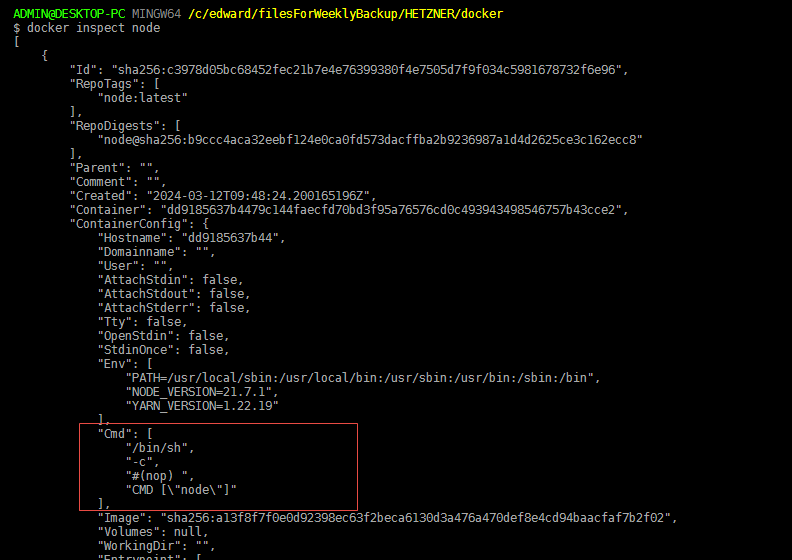 ADMIN@DESKTOP-PC MINGW64 /c/edward/filesForWeeklyBackup/HETZNER/docker
$ docker inspect node
[
    {
        "Id": "sha256:c3978d05bc68452fec21b7e4e76399380f4e7505d7f9f034c5981678732f6e96",
        "RepoTags": [
            "node:latest"
        ],
        "RepoDigests": [
            "node@sha256:b9ccc4aca32eebf124e0ca0fd573dacffba2b9236987a1d4d2625ce3c162ecc8"
        ],
        "Parent": "",
        "Comment": "",
        "Created": "2024-03-12T09:48:24.200165196Z",
        "Container": "dd9185637b4479c144faecfd70bd3f95a76576cd0c493943498546757b43cce2",
        "ContainerConfig": {
            "Hostname": "dd9185637b44",
            "Domainname": "",
            "User": "",
            "AttachStdin": false,
            "AttachStdout": false,
            "AttachStderr": false,
            "Tty": false,
            "OpenStdin": false,
            "StdinOnce": false,
            "Env": [
                "PATH=/usr/local/sbin:/usr/local/bin:/usr/sbin:/usr/bin:/sbin:/bin",
                "NODE_VERSION=21.7.1",
                "YARN_VERSION=1.22.19"
            ],
            "Cmd": [
                "/bin/sh",
                "-c",
                "#(nop) ",
                "CMD [\"node\"]"
            ],
            "Image": "sha256:a13f8f7f0e0d92398ec63f2beca6130d3a476a470def8e4cd94baacfaf7b2f02",
            "Volumes": null,
            "WorkingDir": "",
            "Entrypoint": [